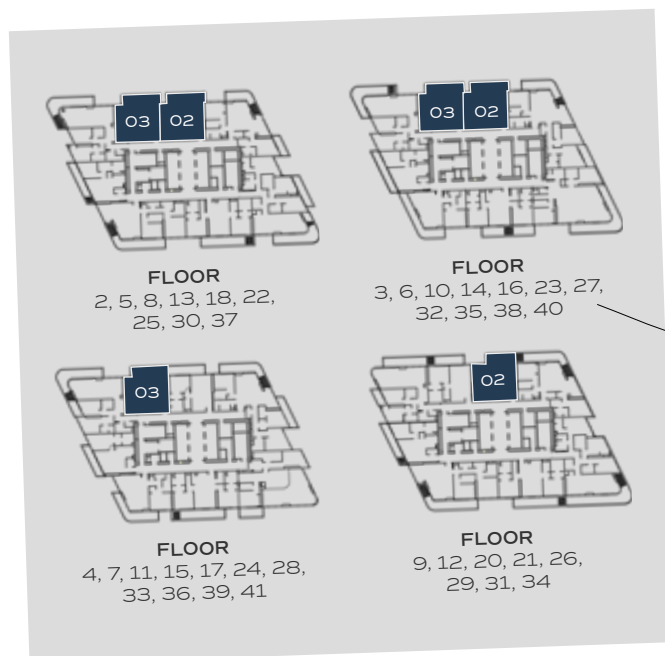 03 02
FLOOR
2, 5, 8, 13, 18, 22,
25, 30, 37
03 02
FLOOR
3, 6, 10, 14, 16, 23, 27,
32, 35, 38, 40
03
FLOOR
4, 7, 11, 15, 17, 24, 28,
33, 36, 39, 41
02
FLOOR
9, 12, 20, 21, 26,
29, 31, 34